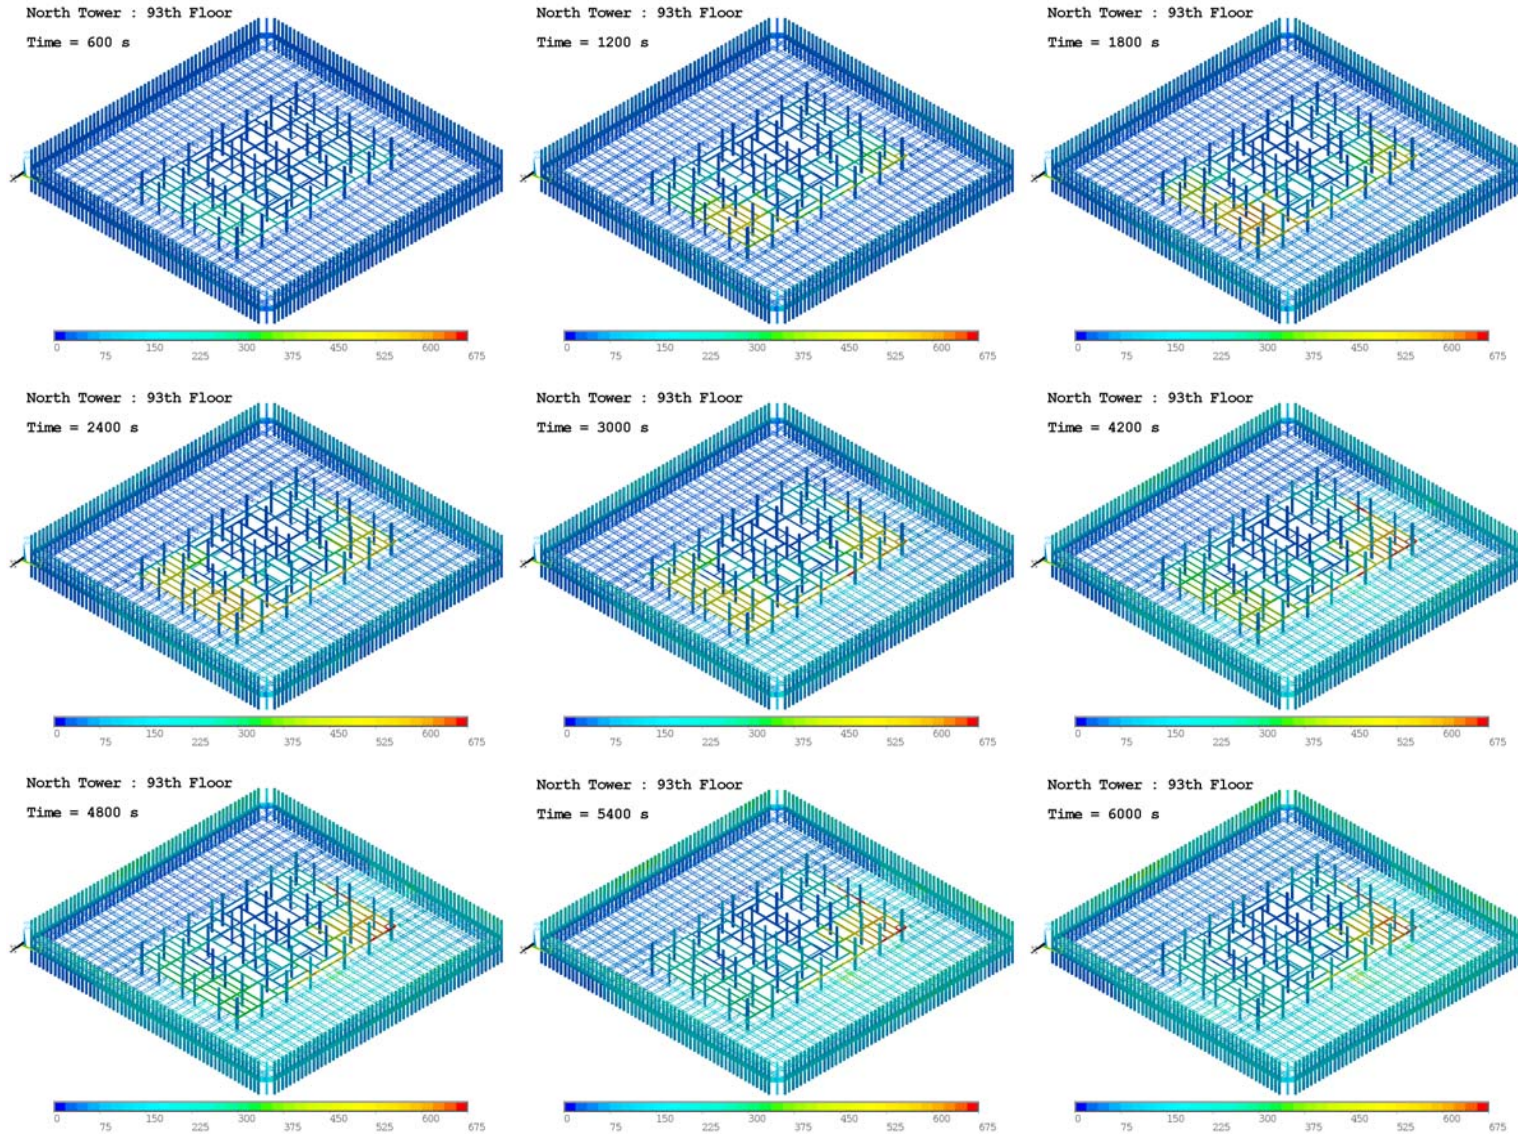 North Tower : 93th Floor
Time = 600 s
0 75 150 225 300 375 450 525 600 675
North Tower : 93th Floor
Time = 1200 s
0 75 150 225 300 375 450 525 600 675
North Tower : 93th Floor
Time = 1800 s
0 75 150 225 300 375 450 525 600 675
North Tower : 93th Floor
Time = 2400 s
0 75 150 225 300 375 450 525 600 675
North Tower : 93th Floor
Time = 3000 s
0 75 150 225 300 375 450 525 600 675
North Tower : 93th Floor
Time = 4200 s
0 75 150 225 300 375 450 525 600 675
North Tower : 93th Floor
Time = 4800 s
0 75 150 225 300 375 450 525 600 675
North Tower : 93th Floor
Time = 5400 s
0 75 150 225 300 375 450 525 600 675
North Tower : 93th Floor
Time = 6000 s
0 75 150 225 300 375 450 525 600 675